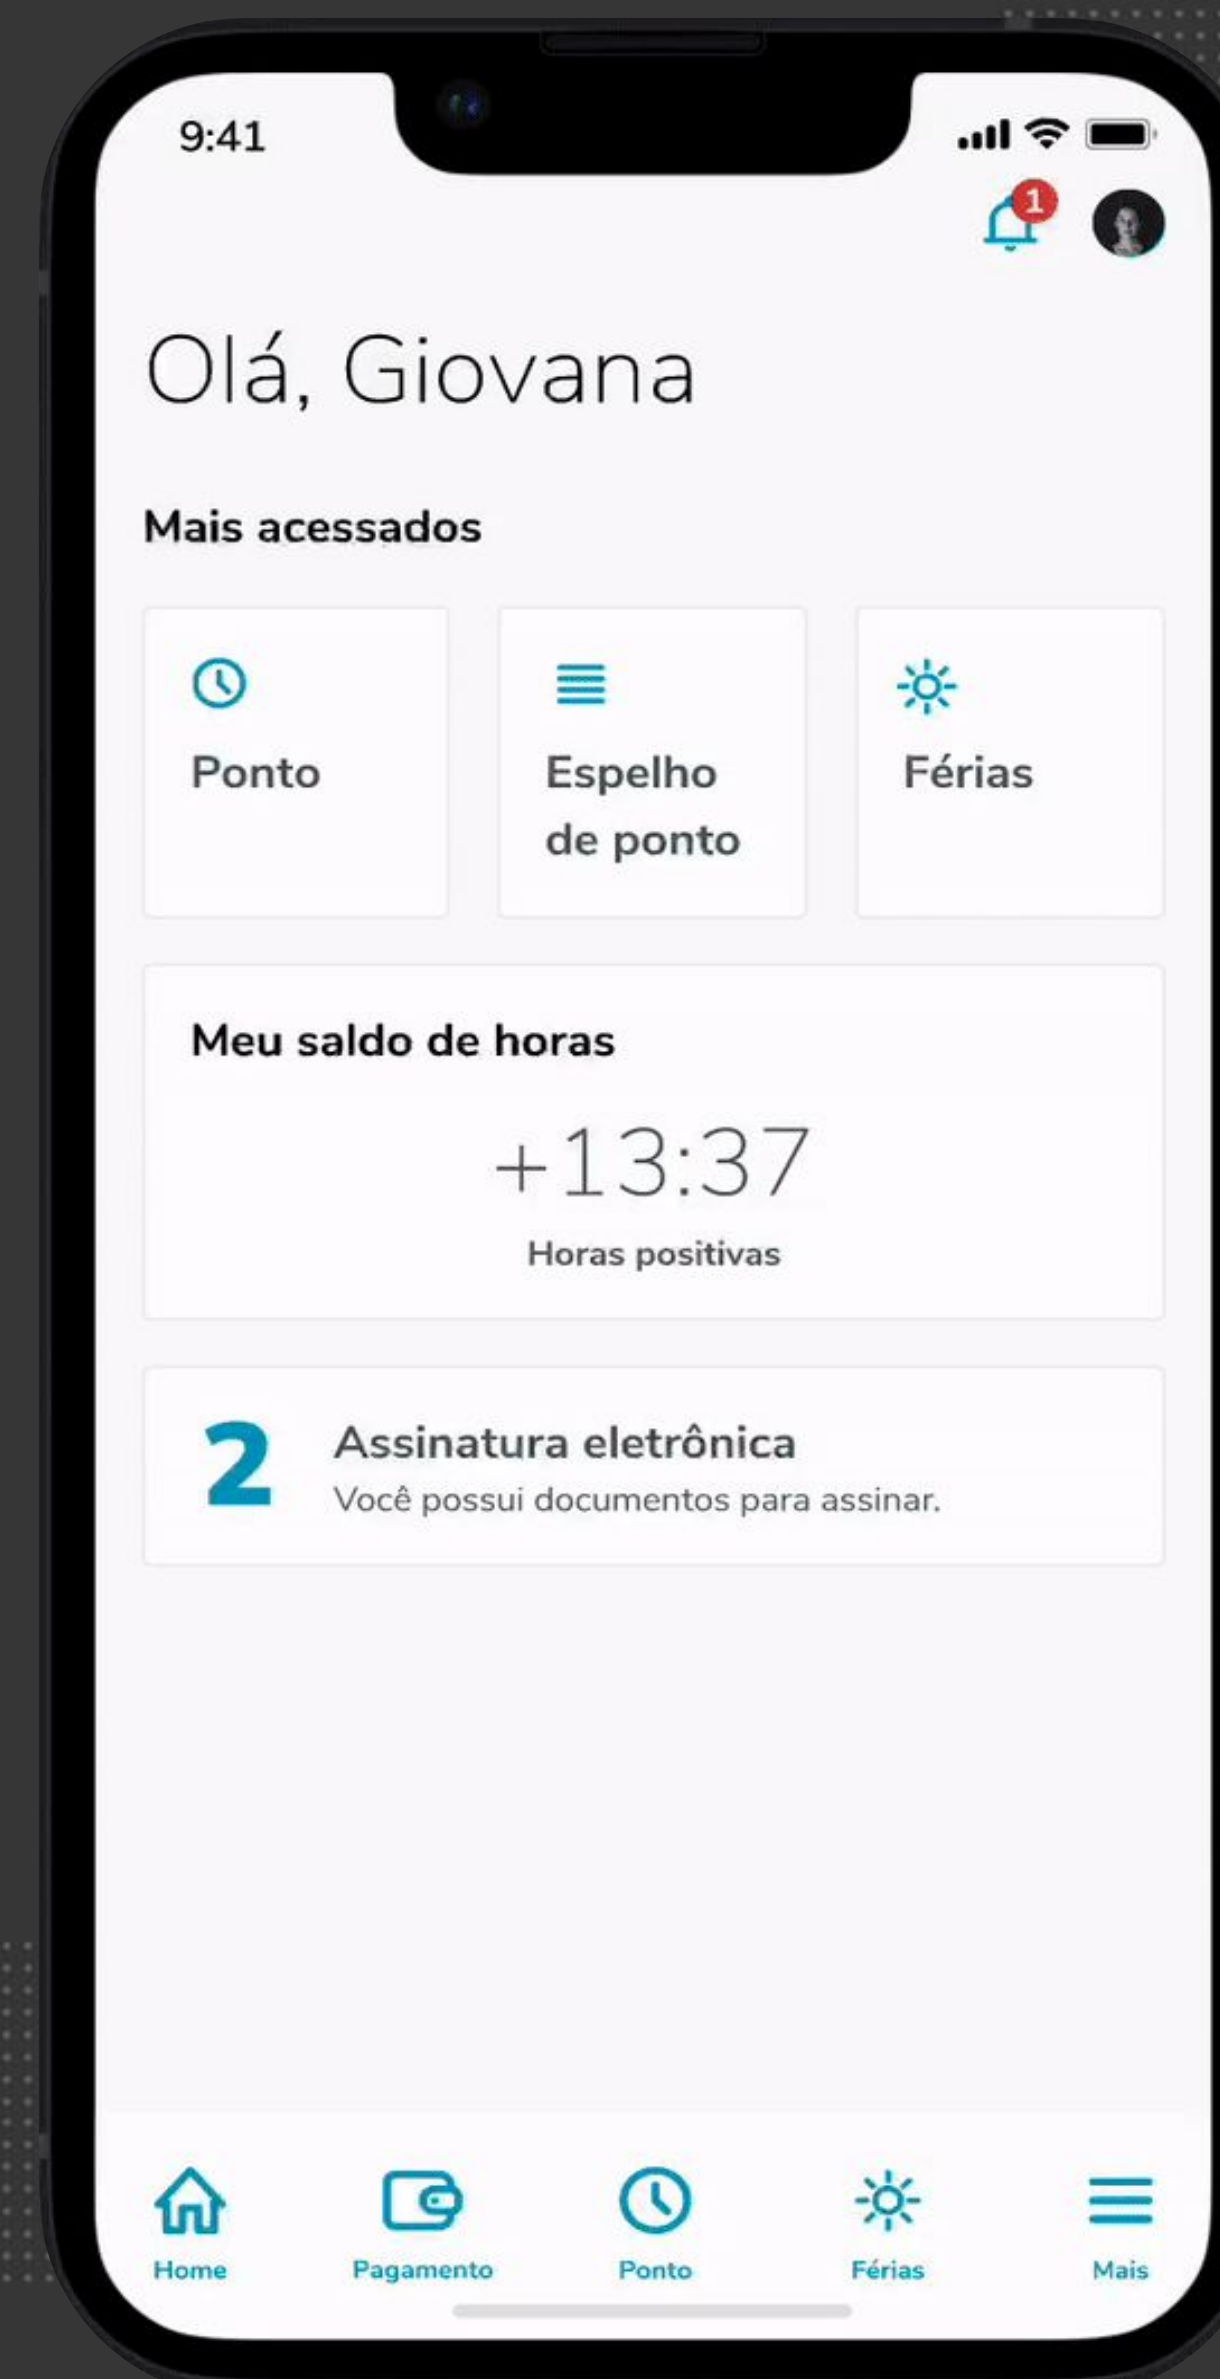 9:41
1
Olá, Giovana
Mais acessados
Ponto
Espelho
de ponto
Férias
Meu saldo de horas
+13:37
Horas positivas
2
Assinatura eletrônica
Você possui documentos para assinar.
Home
Pagamento
Ponto
Férias
Mais